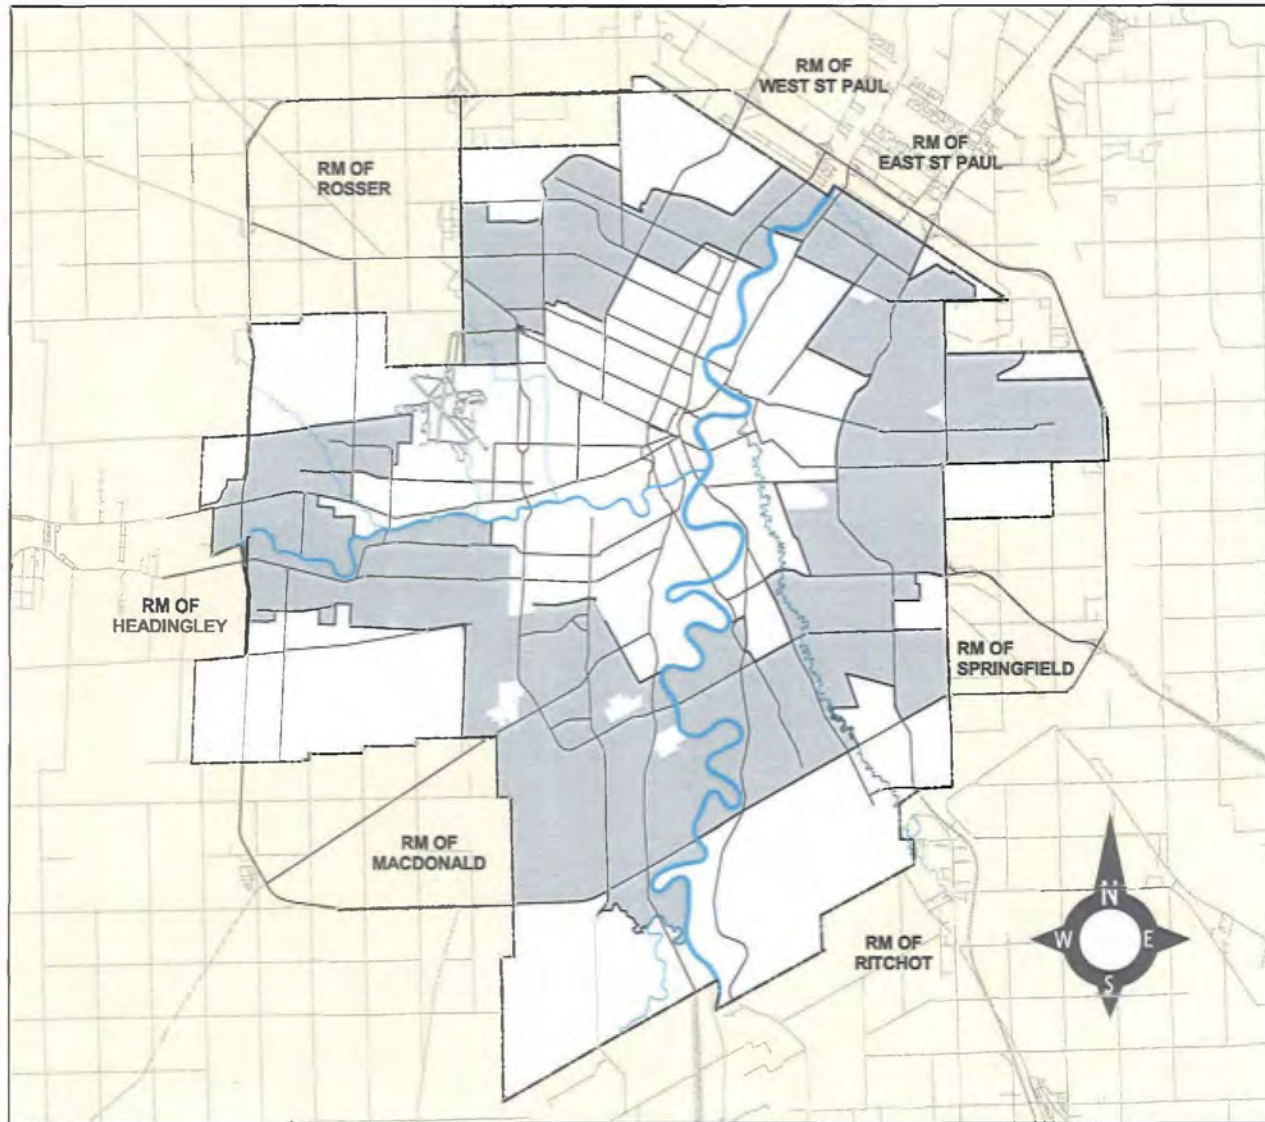 RM OF
WEST ST PAUL
RM OF
EAST ST PAUL
RM OF
ROSSER
RM OF
HEADINGLEY
RM OF
SPRINGFIELD
RM OF
MACDONALD
RM OF
RITCHOT
N
W E
S